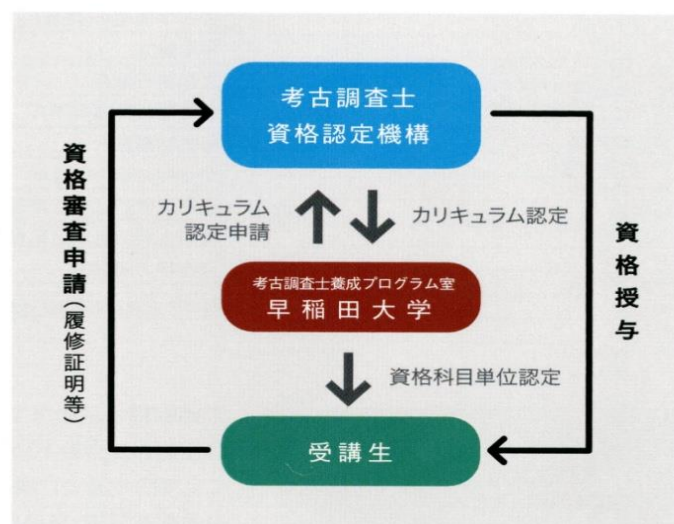 考古調査士
資格認定機構
カリキュラム
認定申請
カリキュラム認定
資格審査申請（履修証明等）
資格授与
考古調査士養成プログラム室
早稲田大学
資格科目単位認定
受講生